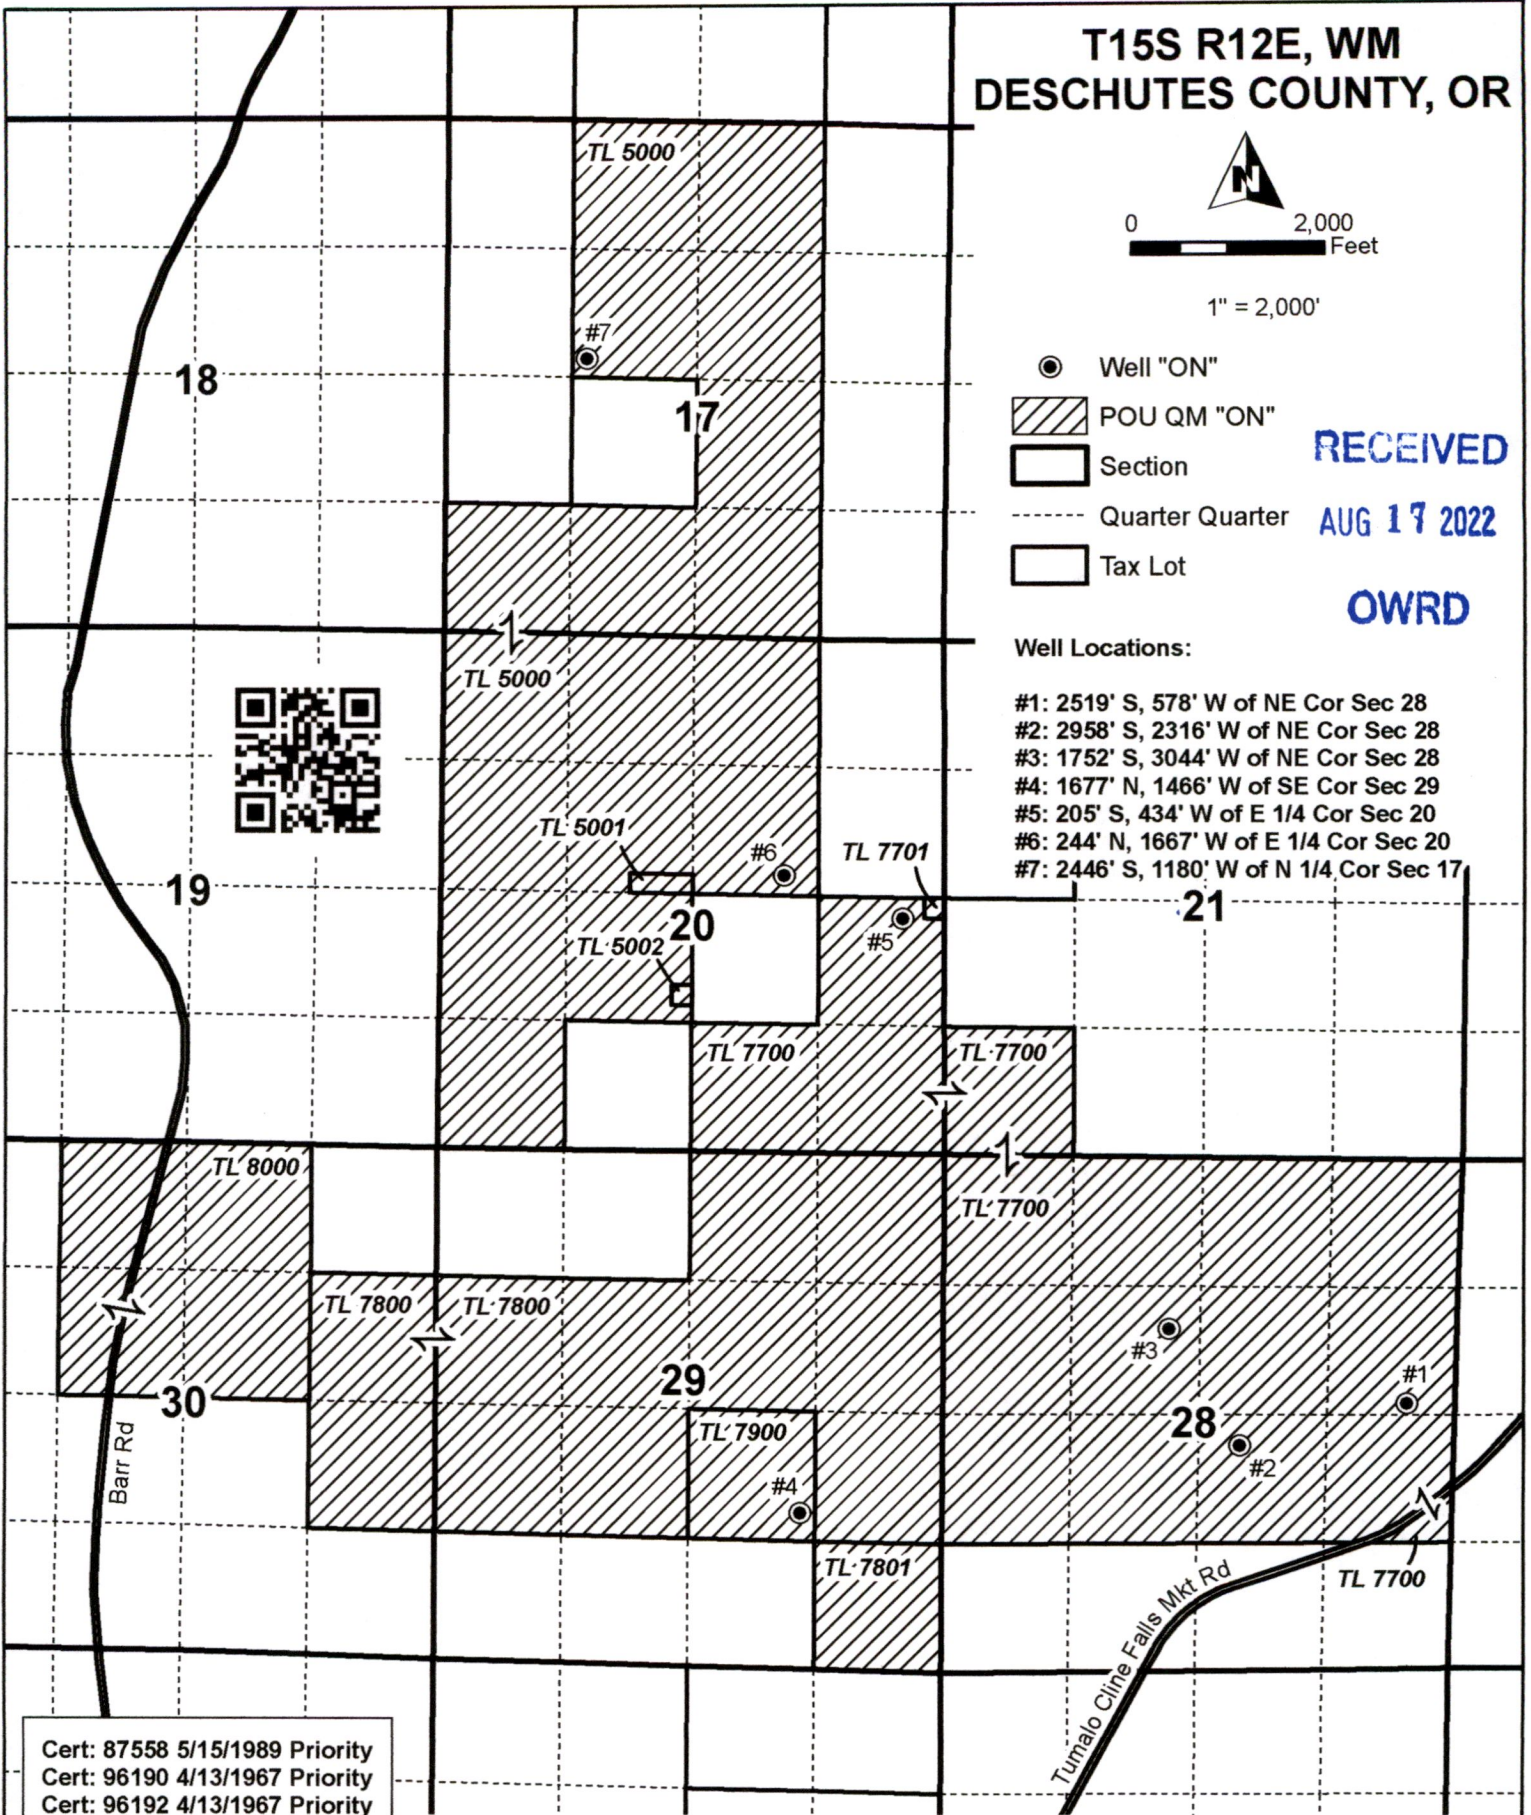 T15S R12E, WM
DESCHUTES COUNTY, OR
N
0 2,000
Feet
1" = 2,000'
Well "ON"
POU QM "ON"
Section
Quarter Quarter
Tax Lot
RECEIVED
AUG 17 2022
OWRD
Well Locations:
#1: 2519' S, 578' W of NE Cor Sec 28
#2: 2958' S, 2316' W of NE Cor Sec 28
#3: 1752' S, 3044' W of NE Cor Sec 28
#4: 1677' N, 1466' W of SE Cor Sec 29
#5: 205' S, 434' W of E 1/4 Cor Sec 20
#6: 244' N, 1667' W of E 1/4 Cor Sec 20
#7: 2446' S, 1180' W of N 1/4 Cor Sec 17
TL 5000
#7
18
17
TL 5000
TL 5001
#6
TL 7701
19
20
21
#5
TL 5002
TL 7700
TL 7700
TL 8000
TL 7700
TL 7800
TL 7800
#3
29
#1
30
28
TL 7900
#2
#4
Barr Rd
TL 7801
TL 7700
Tumalo Cline Falls Mkt Rd
Cert: 87558 5/15/1989 Priority
Cert: 96190 4/13/1967 Priority
Cert: 96192 4/13/1967 Priority